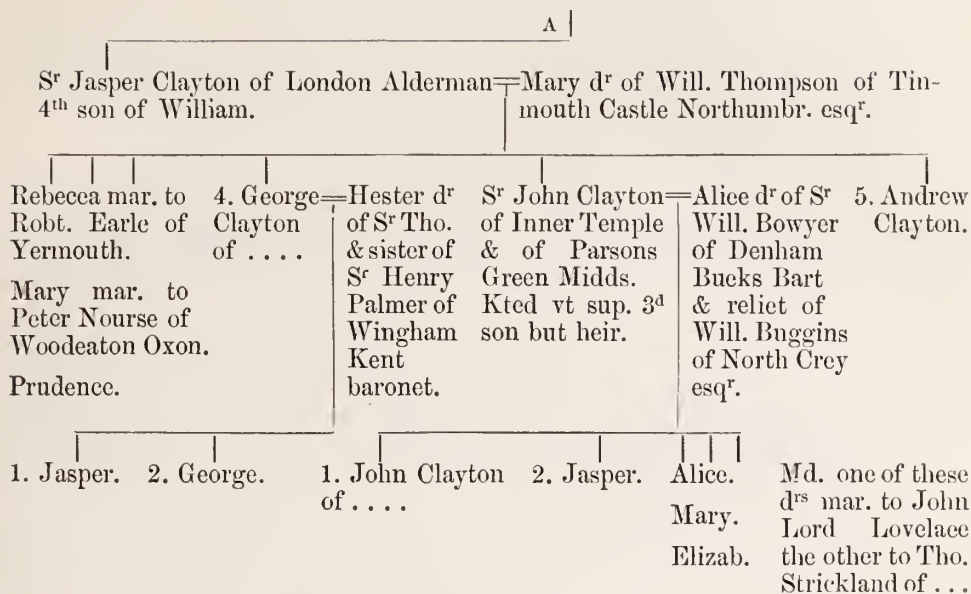 A
Sʳ Jasper Clayton of London Alderman=Mary dʳ of Will. Thompson of Tin-
4ᵗʰ son of William.
mouth Castle Northumbr. esqʳ.
Rebecca mar. to
Robt. Earle of
Yermouth.
Mary mar. to
Peter Nourse of
Woodeaton Oxon.
Prudence.
4. George=
Clayton
of ....
Hester dʳ
of Sʳ Tho.
& sister of
Sʳ Henry
Palmer of
Wingham
Kent
baronet.
Sʳ John Clayton=
of Inner Temple
& of Parsons
Green Midds.
Kted vt sup. 3ᵈ
son but heir.
Alice dʳ of Sʳ
Will. Bowyer
of Denham
Bucks Bart
& relict of
Will. Buggins
of North Crey
esqʳ.
5. Andrew
Clayton.
1. Jasper.
2. George.
1. John Clayton
of ....
2. Jasper.
Alice.
Mary.
Elizab.
Md. one of these
dʳˢ mar. to John
Lord Lovelace
the other to Tho.
Strickland of ...